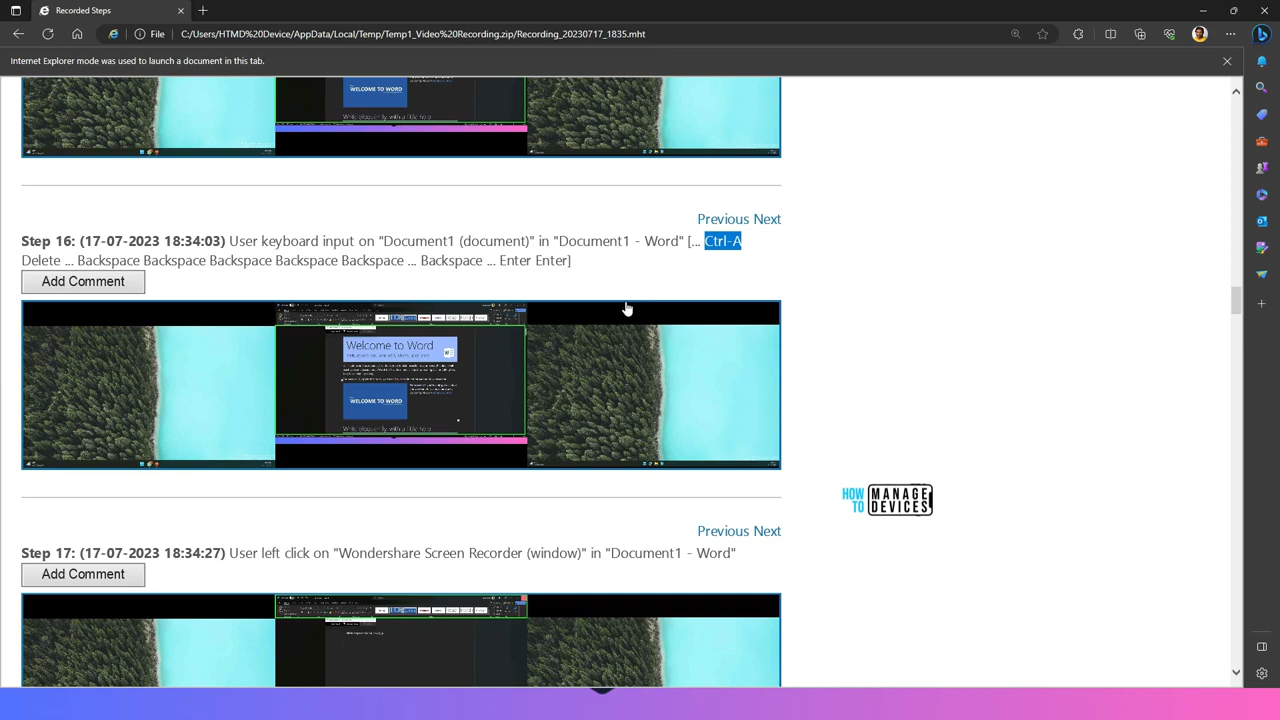 Recorded Steps
File C:/Users/HTMD%20Device/AppData/Local/Temp/Temp1_Video%20Recording.zip/Recording_20230717_1835.mht
Internet Explorer mode was used to launch a document in this tab.
WELCOME TO WORD
Previous Next
Step 16: (17-07-2023 18:34:03) User keyboard input on "Document1 (document)" in "Document1 - Word" [... Ctrl-A
Delete ... Backspace Backspace Backspace Backspace Backspace ... Backspace ... Enter Enter]
Add Comment
Welcome to Word
WELCOME TO WORD
HOW
TO
MANAGE
DEVICES
Previous Next
Step 17: (17-07-2023 18:34:27) User left click on "Wondershare Screen Recorder (window)" in "Document1 - Word"
Add Comment